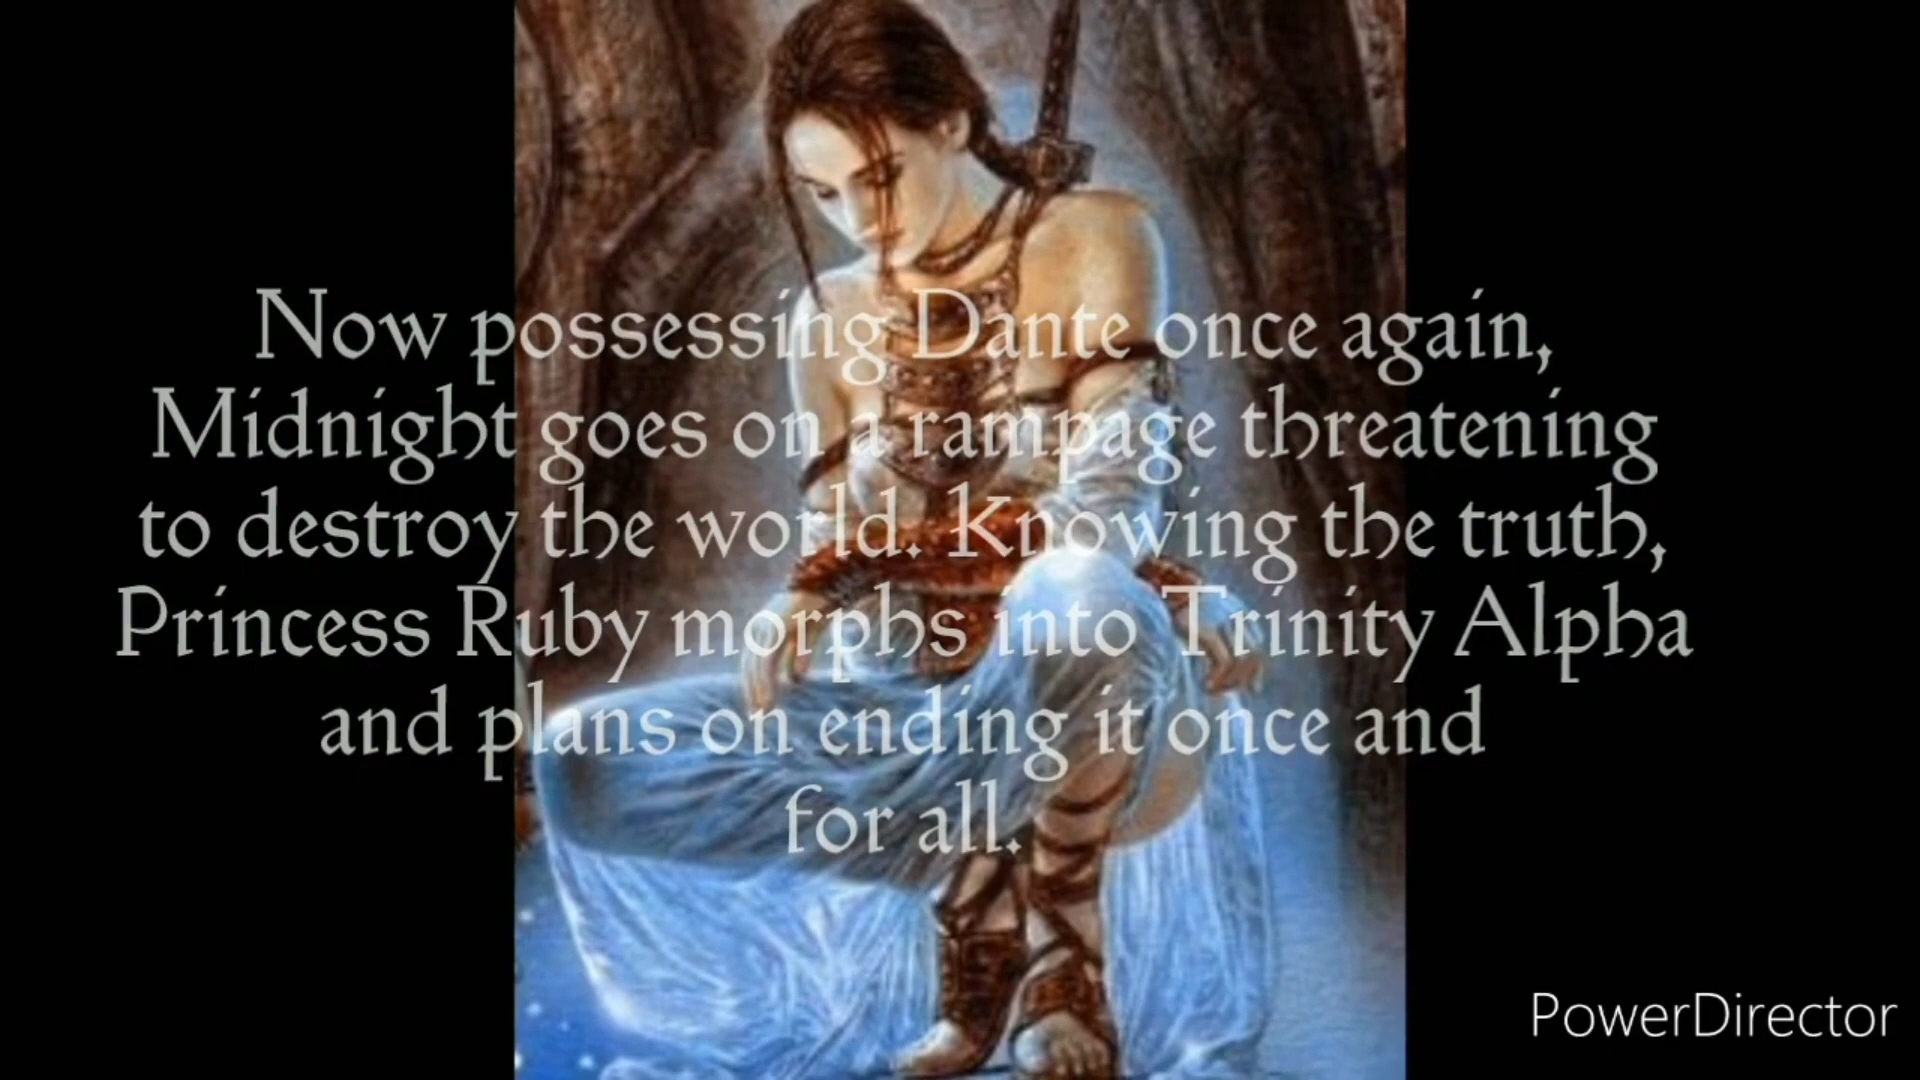 Now possessing Dante once again,
Midnight goes on a rampage threatening
to destroy the world. Knowing the truth,
Princess Ruby morphs into Trinity Alpha
and plans on ending it once and
for all.
PowerDirector